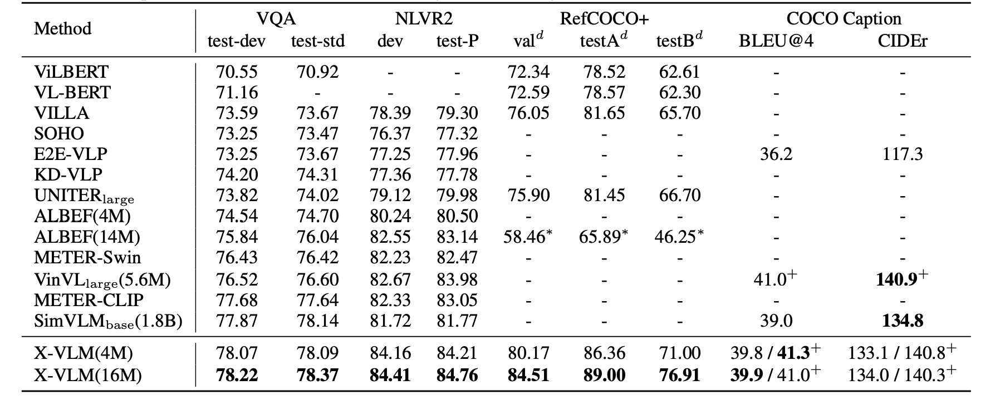 Method VQA NLVR2 RefCOCO+ COCO Caption
test-dev test-std dev test-P val^d testA^d testB^d BLEU@4 CIDEr
ViLBERT 70.55 70.92 - - 72.34 78.52 62.61 - -
VL-BERT 71.16 - - - 72.59 78.57 62.30 - -
VILLA 73.59 73.67 78.39 79.30 76.05 81.65 65.70 - -
SOHO 73.25 73.47 76.37 77.32 - - - - -
E2E-VLP 73.25 73.67 77.25 77.96 - - - 36.2 117.3
KD-VLP 74.20 74.31 77.36 77.78 - - - - -
UNITER_large 73.82 74.02 79.12 79.98 75.90 81.45 66.70 - -
ALBEF(4M) 74.54 74.70 80.24 80.50 - - - - -
ALBEF(14M) 75.84 76.04 82.55 83.14 58.46* 65.89* 46.25* - -
METER-Swin 76.43 76.42 82.23 82.47 - - - - -
VinVL_large(5.6M) 76.52 76.60 82.67 83.98 - - - 41.0+ 140.9+
METER-CLIP 77.68 77.64 82.33 83.05 - - - - -
SimVLM_base(1.8B) 77.87 78.14 81.72 81.77 - - - 39.0 134.8
X-VLM(4M) 78.07 78.09 84.16 84.21 80.17 86.36 71.00 39.8 / 41.3+ 133.1 / 140.8+
X-VLM(16M) 78.22 78.37 84.41 84.76 84.51 89.00 76.91 39.9 / 41.0+ 134.0 / 140.3+